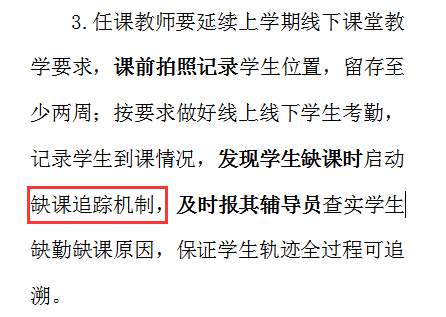 3.任课教师要延续上学期线下课堂教
学要求，课前拍照记录学生位置，留存至
少两周；按要求做好线上线下学生考勤，
记录学生到课情况，发现学生缺课时启动
缺课追踪机制，及时报其辅导员查实学生
缺勤缺课原因，保证学生轨迹全过程可追
溯。